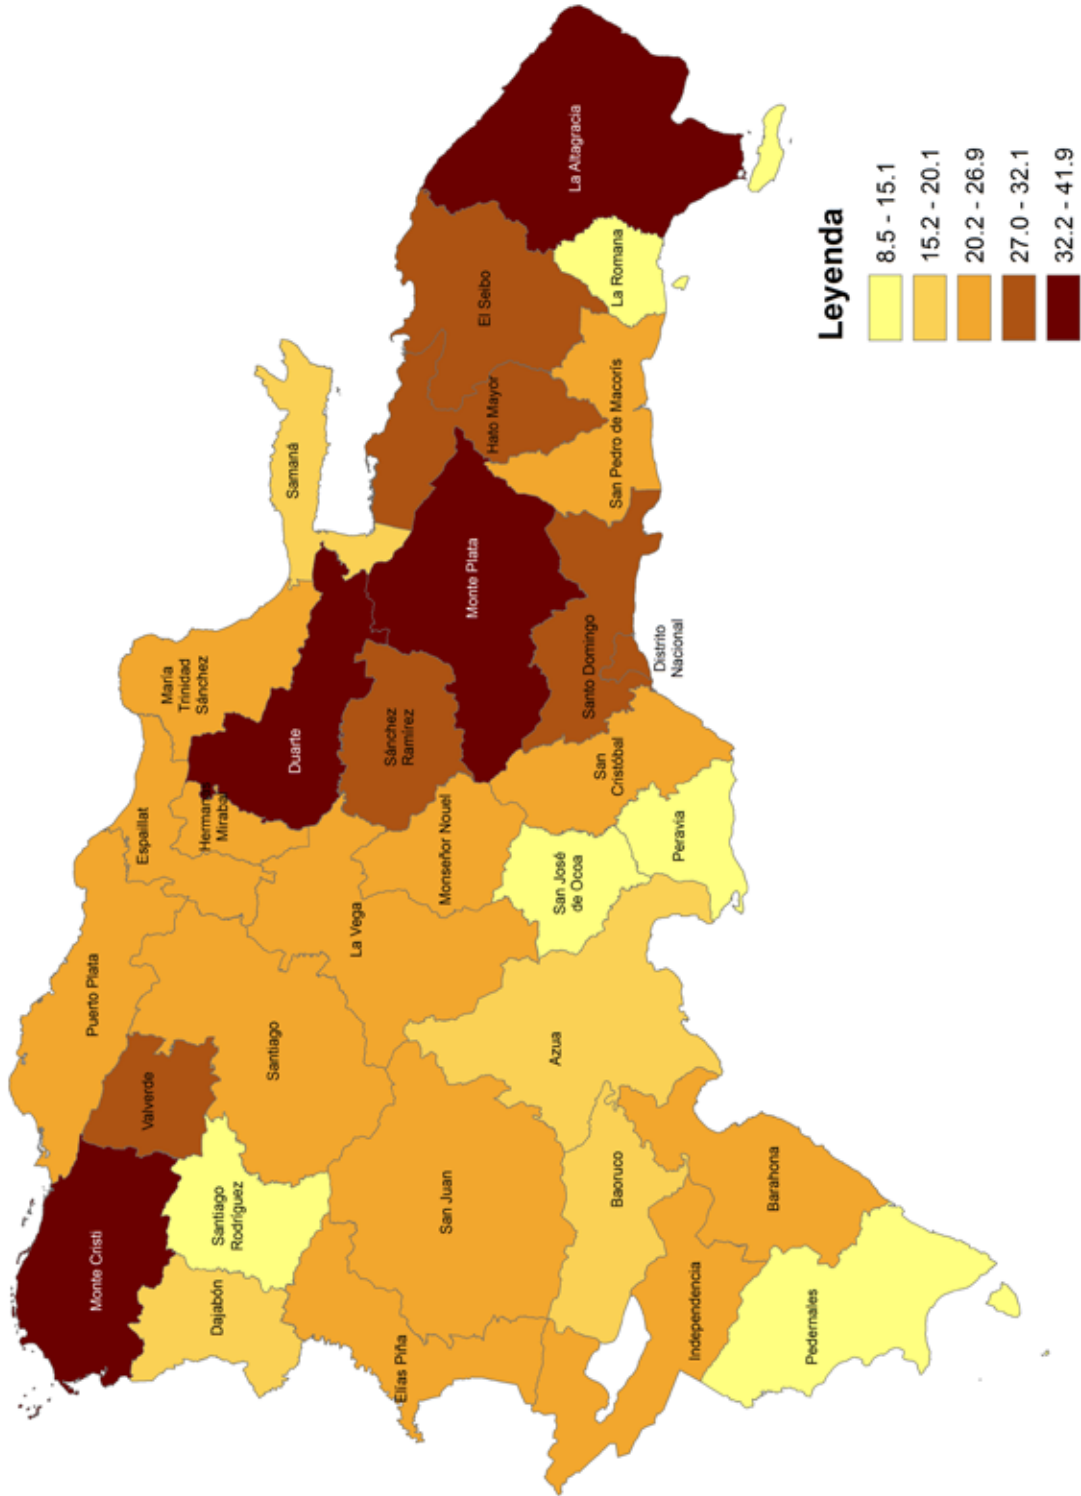 Monte Cristi
Puerto Plata
Valverde
Espaillat
María
Trinidad
Sánchez
Herman
Mirabal
Dajabón
Santiago
Rodríguez
Santiago
Duarte
Samaná
La Vega
Elías Piña
Sánchez
Ramírez
San Juan
Monseñor Nouel
Monte Plata
Hato Mayor
El Seibo
Azua
San José
de Ocoa
La Altagracia
San
Cristóbal
Santo Domingo
Baoruco
San Pedro de Macorís
La Romana
Distrito
Nacional
Peravia
Independencia
Barahona
Pedernales
Leyenda
8.5 - 15.1
15.2 - 20.1
20.2 - 26.9
27.0 - 32.1
32.2 - 41.9